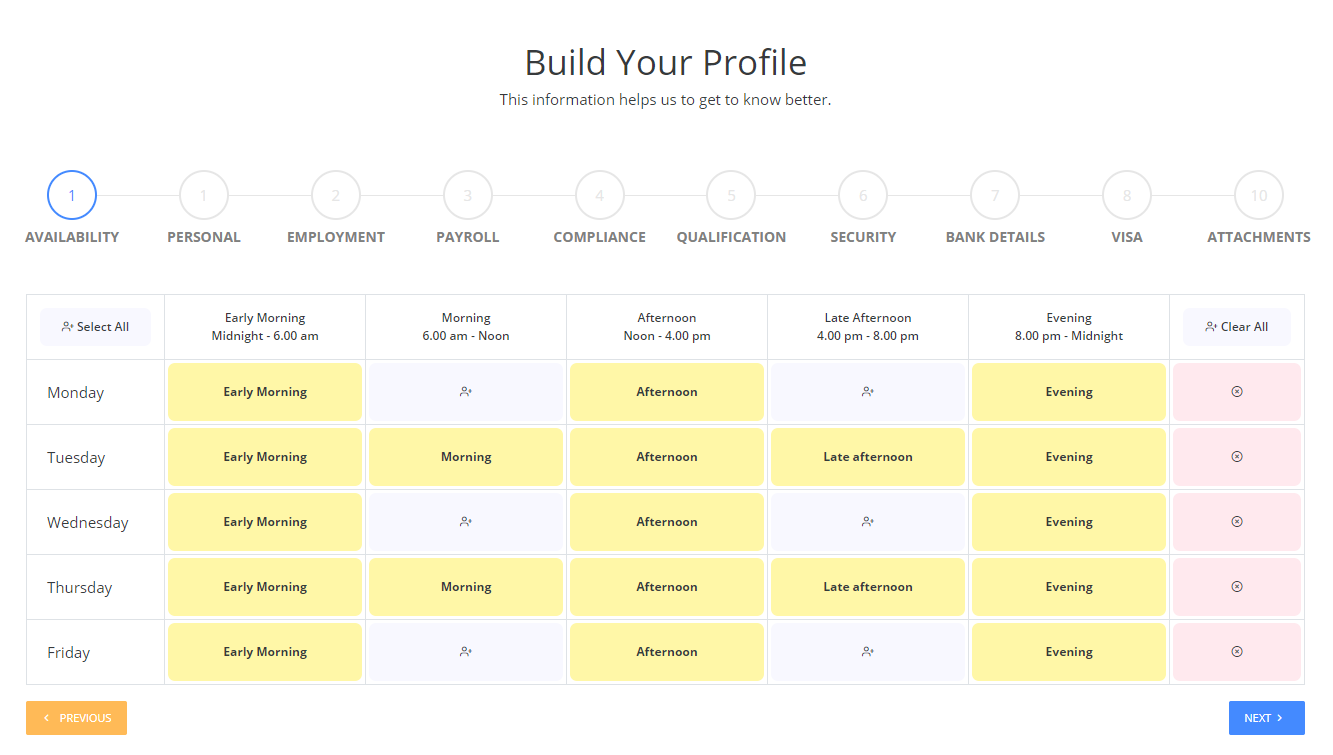 Build Your Profile
This information helps us to get to know better.
1 1 2 3 4 5 6 7 8 10
AVAILABILITY PERSONAL EMPLOYMENT PAYROLL COMPLIANCE QUALIFICATION SECURITY BANK DETAILS VISA ATTACHMENTS
Select All
Early Morning
Midnight - 6.00 am
Morning
6.00 am - Noon
Afternoon
Noon - 4.00 pm
Late Afternoon
4.00 pm - 8.00 pm
Evening
8.00 pm - Midnight
Clear All
Monday Early Morning Afternoon Evening
Tuesday Early Morning Morning Afternoon Late afternoon Evening
Wednesday Early Morning Afternoon Evening
Thursday Early Morning Morning Afternoon Late afternoon Evening
Friday Early Morning Afternoon Evening
PREVIOUS NEXT